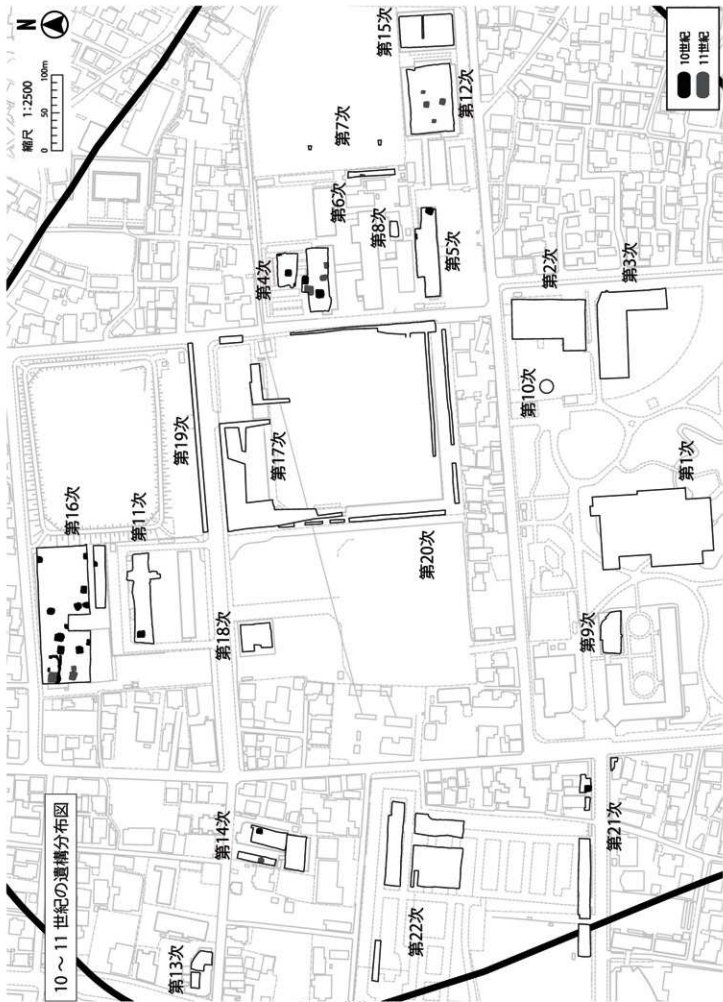 10 ～ 11 世紀の遺構分布図
N
縮尺 1:2500
0 50 100m
第13次
第14次
第16次
第11次
第18次
第19次
第17次
第4次
第6次
第7次
第15次
第12次
第8次
第5次
第22次
第20次
第21次
第9次
第10次
第2次
第3次
第1次
10世紀
11世紀